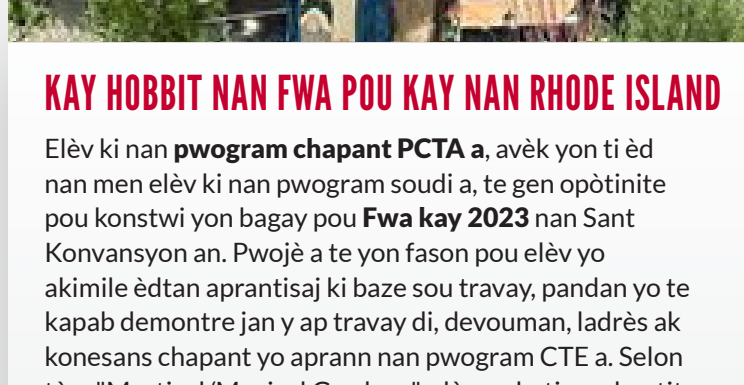 KAY HOBBIT NAN FWA POU KAY NAN RHODE ISLAND
Elèv ki nan pwogram chapant PCTA a, avèk yon ti èd
nan men elèv ki nan pwogram soudi a, te gen opòtinite
pou konstwi yon bagay pou Fwa kay 2023 nan Sant
Konvansyon an. Pwojè a te yon fason pou elèv yo
akimile èdtan aprantisaj ki baze sou travay, pandan yo te
kapab demontre jan y ap travay di, devouman, ladrès ak
konesans chapant yo aprann nan pwogram CTE a. Selon